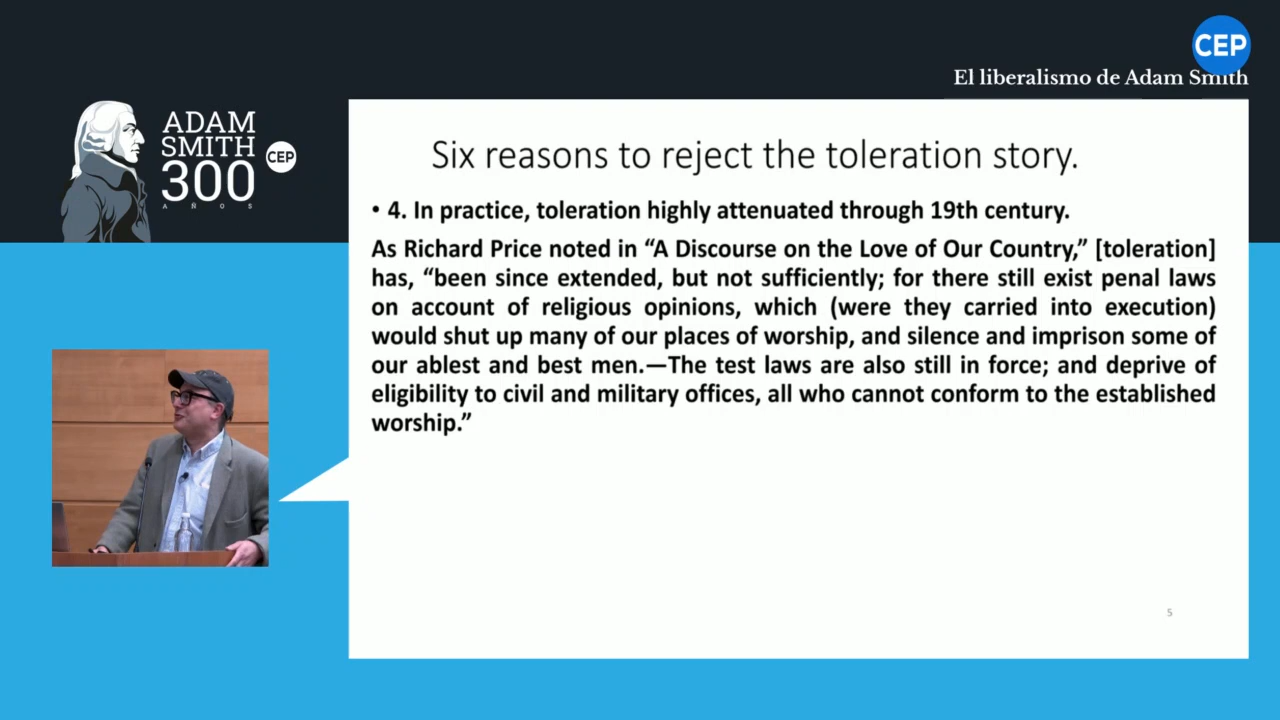 CEP
El liberalismo de Adam Smith
ADAM
SMITH
300
AÑOS
CEP
Six reasons to reject the toleration story.
• 4. In practice, toleration highly attenuated through 19th century.
As Richard Price noted in “A Discourse on the Love of Our Country,” [toleration]
has, “been since extended, but not sufficiently; for there still exist penal laws
on account of religious opinions, which (were they carried into execution)
would shut up many of our places of worship, and silence and imprison some of
our ablest and best men.—The test laws are also still in force; and deprive of
eligibility to civil and military offices, all who cannot conform to the established
worship.”
5